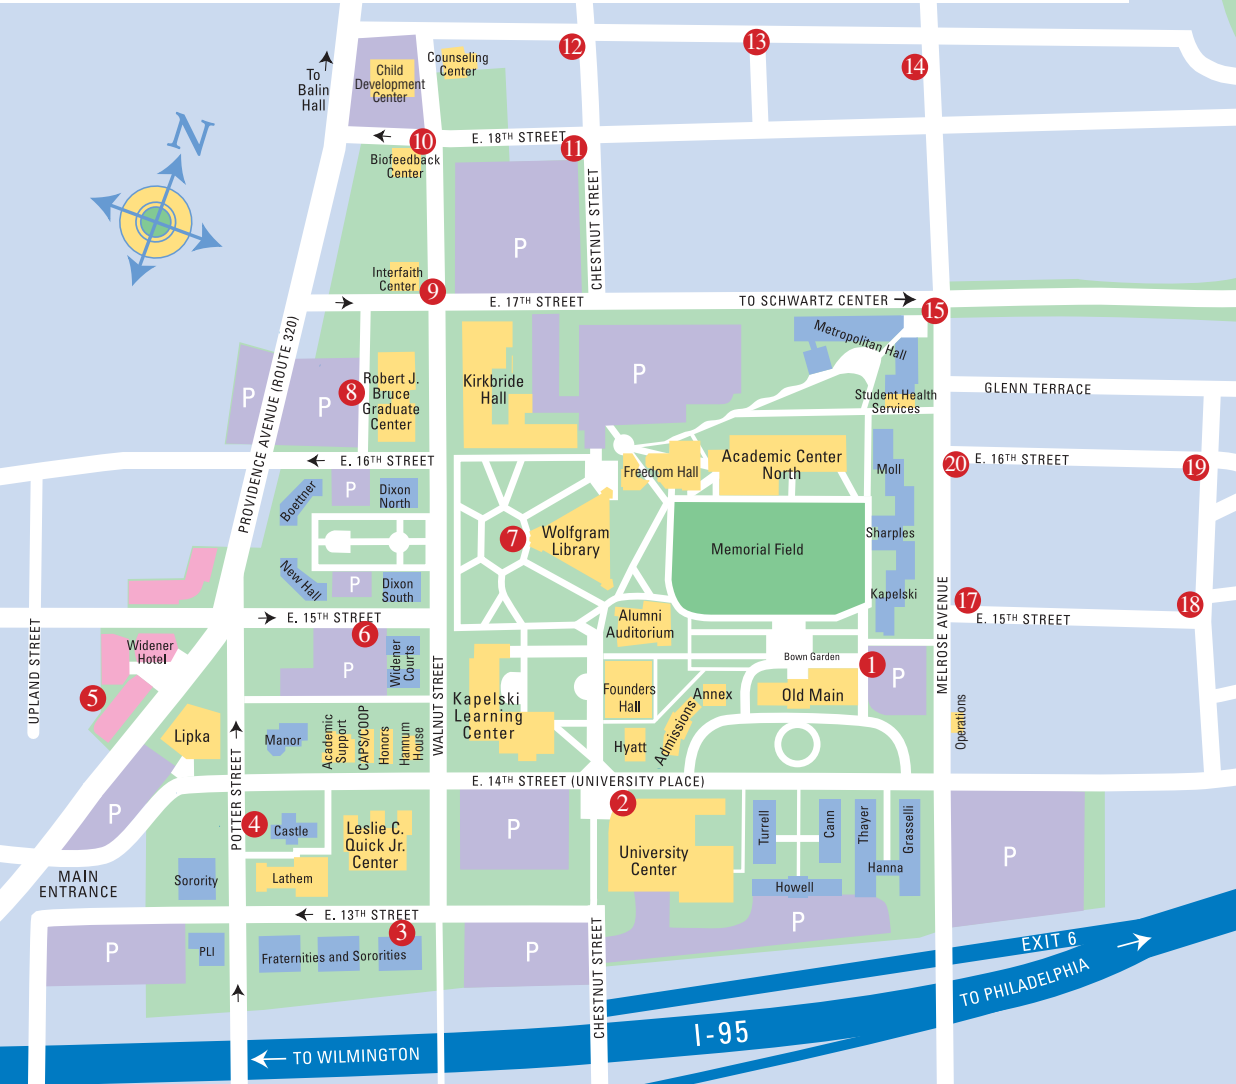 12
13
14
Counseling
Center
To
Balin
Hall
Child
Development
Center
N
10
E. 18TH STREET
11
Biofeedback
Center
P
CHESTNUT STREET
Interfaith
Center
9
E. 17TH STREET
TO SCHWARTZ CENTER
15
PROVIDENCE AVENUE (ROUTE 320)
Metropolitan Hall
P
P
8
Robert J.
Bruce
Graduate
Center
Kirkbride
Hall
P
Student Health
Services
GLENN TERRACE
E. 16TH STREET
Freedom Hall
Academic Center
North
Moll
20
E. 16TH STREET
19
Boettner
P
Dixon
North
7
Wolfgram
Library
Memorial Field
Sharples
New Hall
P
Dixon
South
Kapelski
MELROSE AVENUE
17
18
E. 15TH STREET
E. 15TH STREET
6
Alumni
Auditorium
UPLAND STREET
Widener
Hotel
5
P
Widener
Courts
WALNUT STREET
Bown Garden
1
P
Kapelski
Learning
Center
Founders
Hall
Annex
Old Main
Admissions
Hyatt
Operations
Lipka
Manor
Academic
Support
CAPS/COOP
Honors
Hannum
House
POTTER STREET
E. 14TH STREET (UNIVERSITY PLACE)
P
4
Castle
Leslie C.
Quick Jr.
Center
P
2
University
Center
Turrell
Cann
Thayer
Grasselli
Hanna
Howell
P
P
MAIN
ENTRANCE
Sorority
Lathem
E. 13TH STREET
3
P
PLI
Fraternities and Sororities
P
CHESTNUT STREET
EXIT 6
TO PHILADELPHIA
I-95
TO WILMINGTON